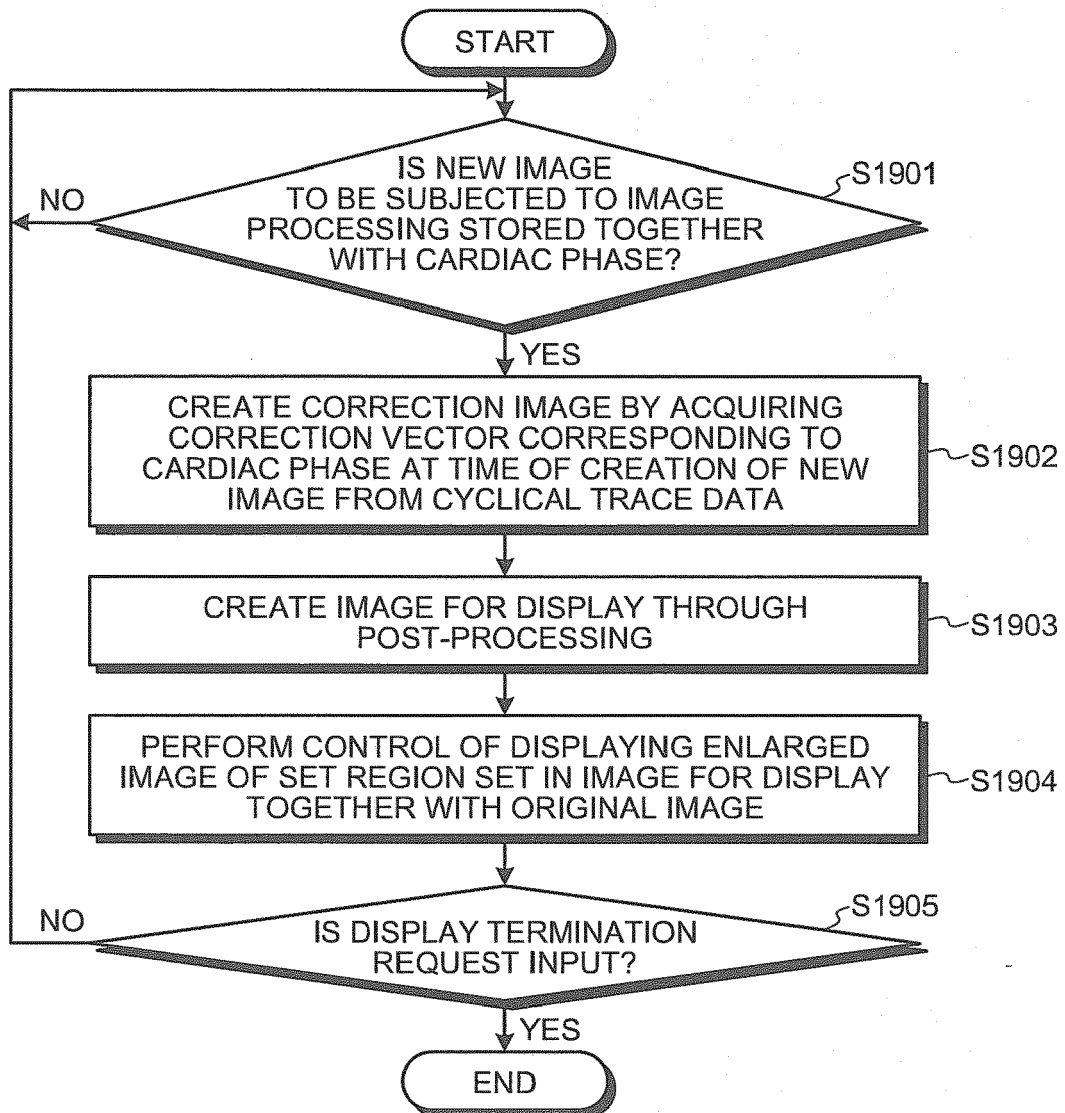 START
IS NEW IMAGE
TO BE SUBJECTED TO IMAGE
PROCESSING STORED TOGETHER
WITH CARDIAC PHASE?
S1901
NO
YES
CREATE CORRECTION IMAGE BY ACQUIRING
CORRECTION VECTOR CORRESPONDING TO
CARDIAC PHASE AT TIME OF CREATION OF NEW
IMAGE FROM CYCLICAL TRACE DATA
S1902
CREATE IMAGE FOR DISPLAY THROUGH
POST-PROCESSING
S1903
PERFORM CONTROL OF DISPLAYING ENLARGED
IMAGE OF SET REGION SET IN IMAGE FOR DISPLAY
TOGETHER WITH ORIGINAL IMAGE
S1904
IS DISPLAY TERMINATION
REQUEST INPUT?
S1905
NO
YES
END